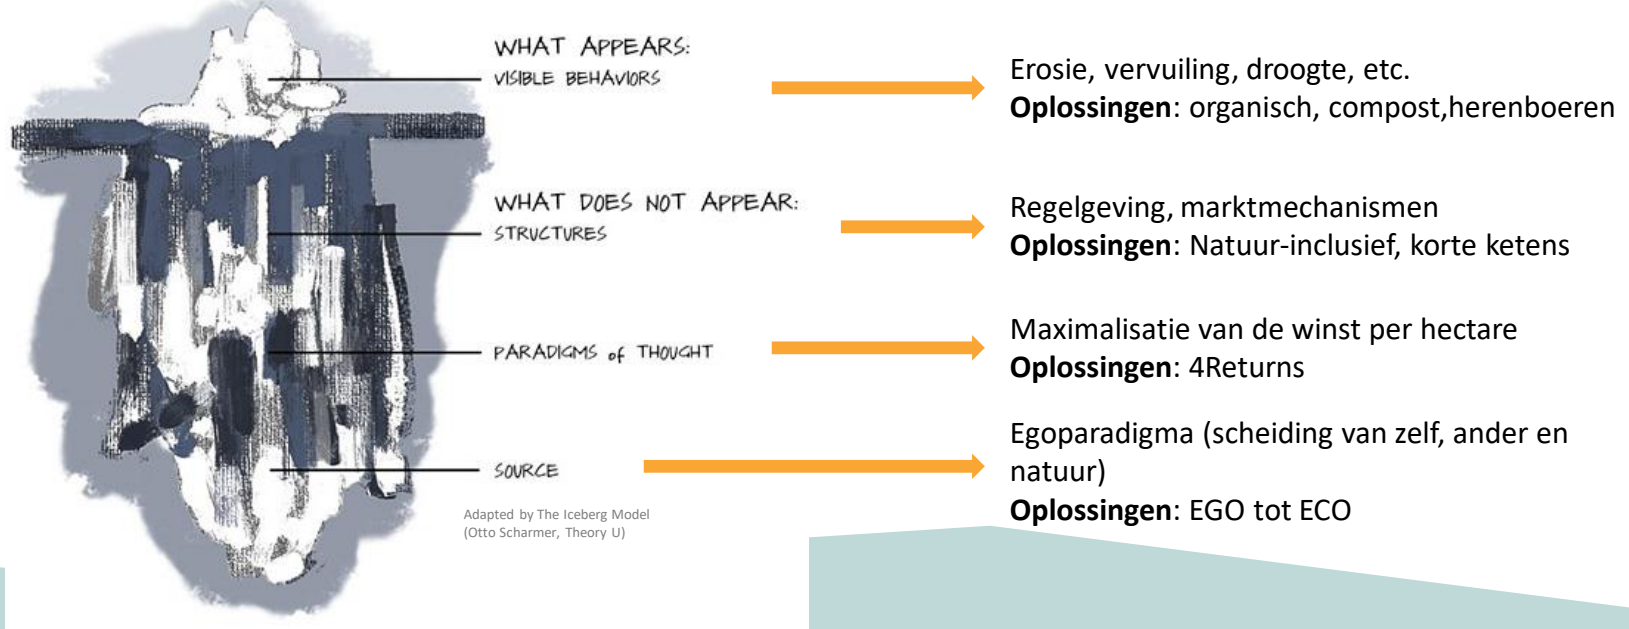 WHAT APPEARS:
VISIBLE BEHAVIORS
Erosie, vervuiling, droogte, etc.
Oplossingen: organisch, compost,herenboeren
WHAT DOES NOT APPEAR:
STRUCTURES
Regelgeving, marktmechanismen
Oplossingen: Natuur-inclusief, korte ketens
PARADIGMS of THOUGHT
Maximalisatie van de winst per hectare
Oplossingen: 4Returns
SOURCE
Egoparadigma (scheiding van zelf, ander en
natuur)
Oplossingen: EGO tot ECO
Adapted by The Iceberg Model
(Otto Scharmer, Theory U)